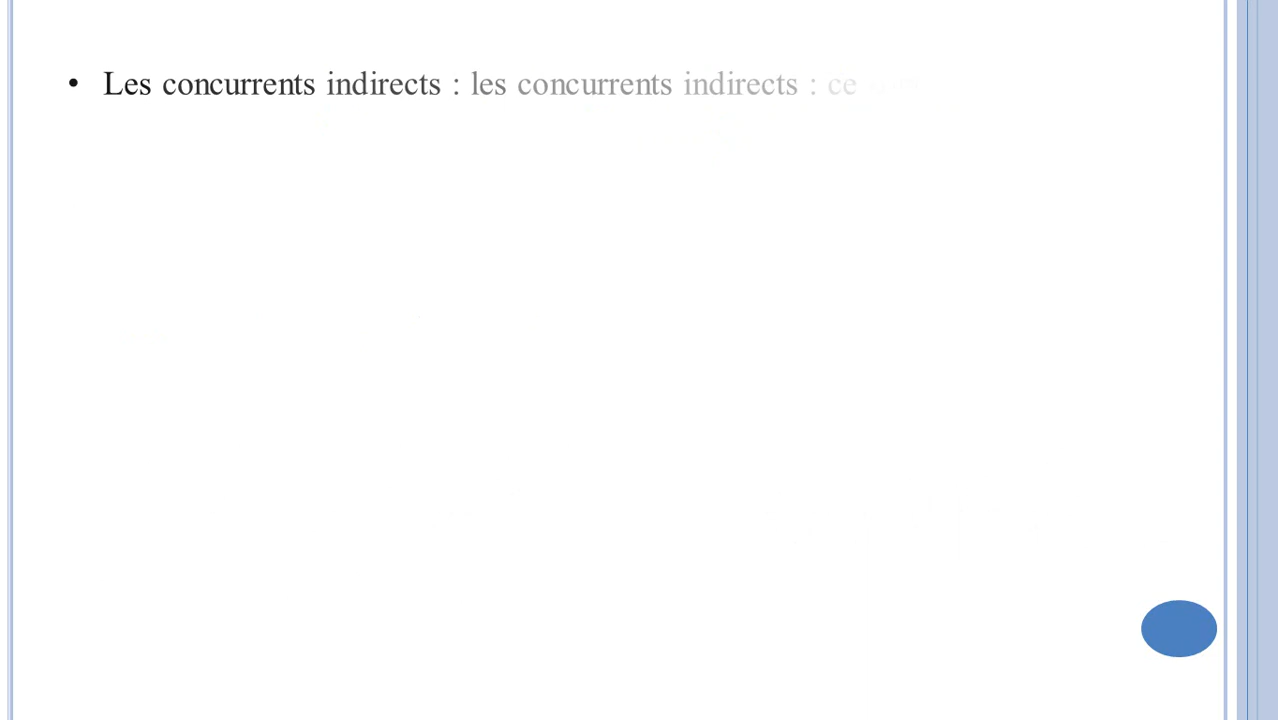 • Les concurrents indirects : les concurrents indirects : ce